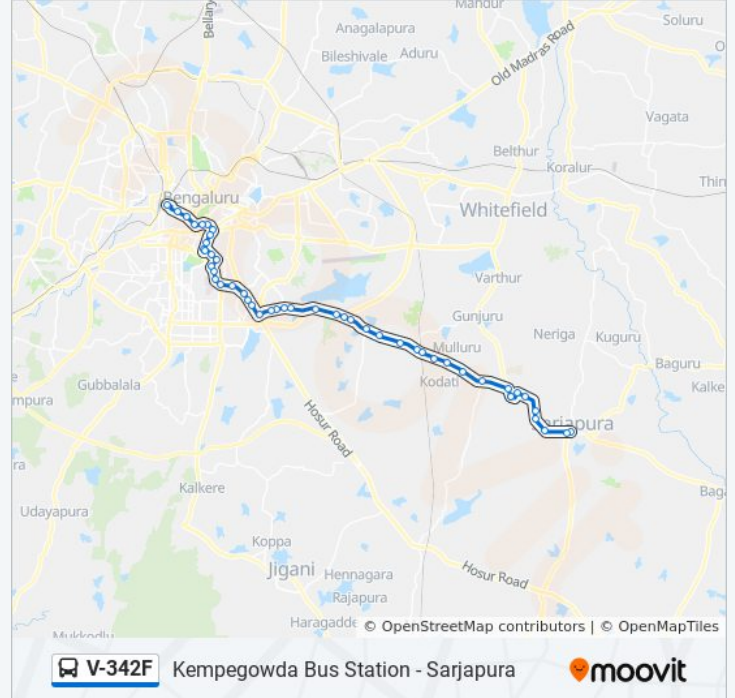 Mandur
Bellary
Anagalapura
Soluru
Bileshivale
Aduru
Old Madras Road
Vagata
Belthur
Koralur
Thin
Bengaluru
Whitefield
Varthur
Gunjuru
Neriga
Kuguru
Mulluru
Baguru
Gubbalala
Kodati
Kalke
mpura
Hosur Road
arjapura
ra
Kalkere
Bag
Udayapura
Koppa
Jigani
Hennagara
Hosur Road
Rajapura
Haragadde
© OpenStreetMap contributors | © OpenMapTiles
V-342F Kempegowda Bus Station - Sarjapura
moovit